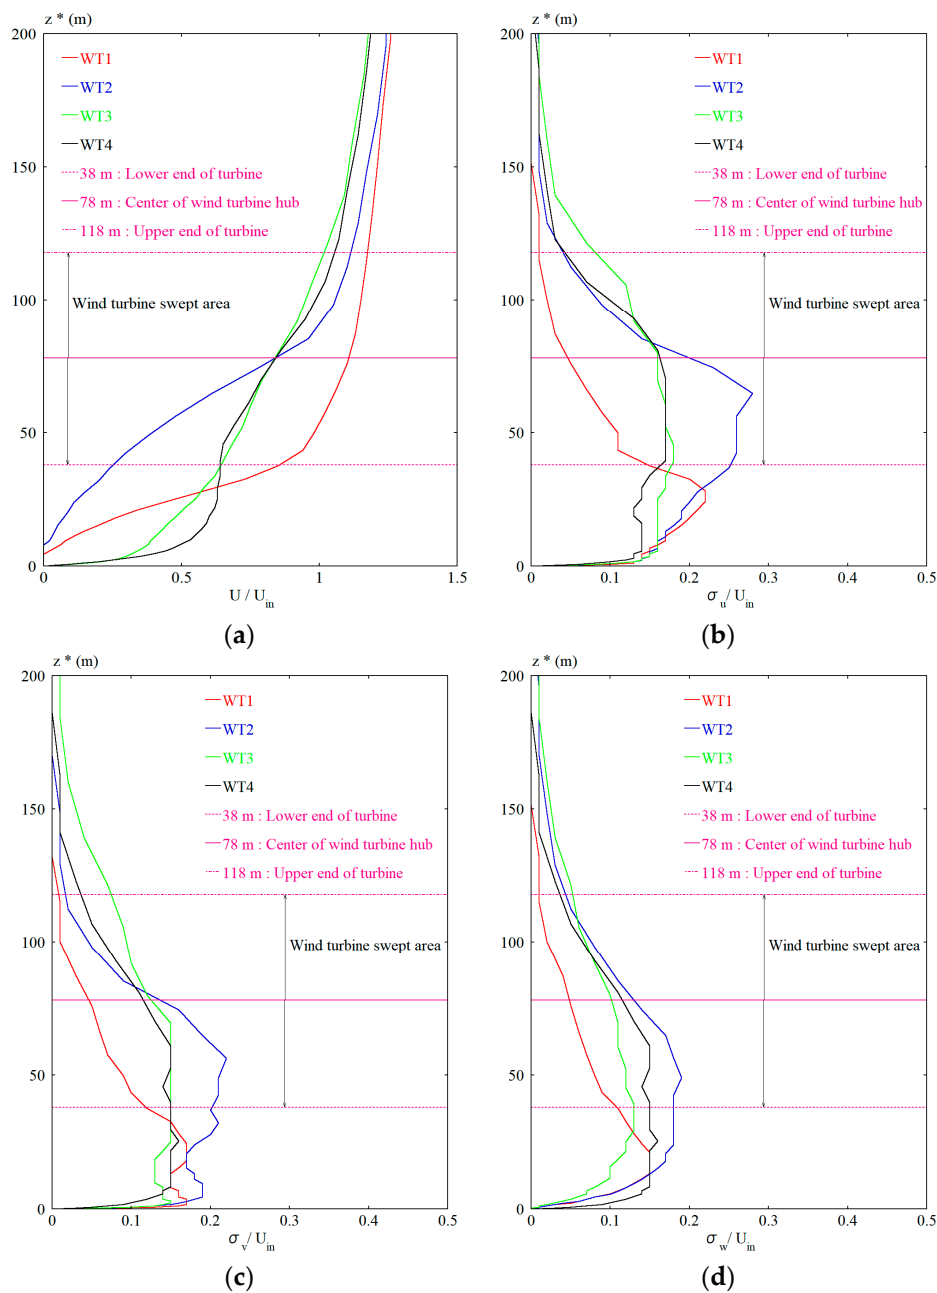 z * (m)
200
WT1
WT2
WT3
WT4
150
38 m : Lower end of turbine
78 m : Center of wind turbine hub
118 m : Upper end of turbine
Wind turbine swept area
100
50
0
0
0.5
1
1.5
U / U_in
(a)
z * (m)
200
WT1
WT2
WT3
WT4
150
38 m : Lower end of turbine
78 m : Center of wind turbine hub
118 m : Upper end of turbine
Wind turbine swept area
100
50
0
0
0.1
0.2
0.3
0.4
0.5
σ_u / U_in
(b)
z * (m)
200
WT1
WT2
WT3
WT4
150
38 m : Lower end of turbine
78 m : Center of wind turbine hub
118 m : Upper end of turbine
100
Wind turbine swept area
50
0
0
0.1
0.2
0.3
0.4
0.5
σ_v / U_in
(c)
z * (m)
200
WT1
WT2
WT3
WT4
150
38 m : Lower end of turbine
78 m : Center of wind turbine hub
118 m : Upper end of turbine
100
Wind turbine swept area
50
0
0
0.1
0.2
0.3
0.4
0.5
σ_w / U_in
(d)